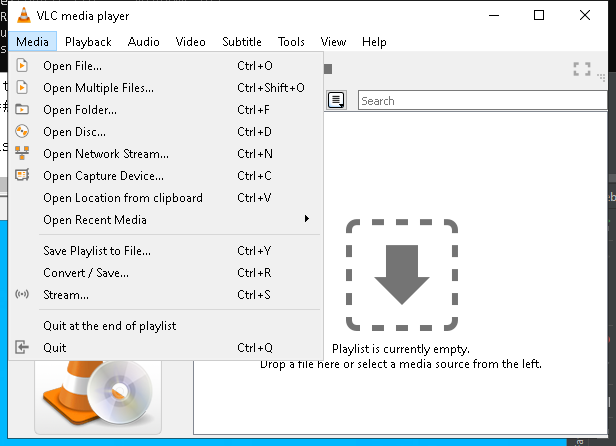 VLC media player
Media Playback Audio Video Subtitle Tools View Help
Open File... Ctrl+O
Open Multiple Files... Ctrl+Shift+O
Open Folder... Ctrl+F
Open Disc... Ctrl+D
Open Network Stream... Ctrl+N
Open Capture Device... Ctrl+C
Open Location from clipboard Ctrl+V
Open Recent Media
Save Playlist to File... Ctrl+Y
Convert / Save... Ctrl+R
Stream... Ctrl+S
Quit at the end of playlist
Quit Ctrl+Q
Search
Playlist is currently empty.
Drop a file here or select a media source from the left.